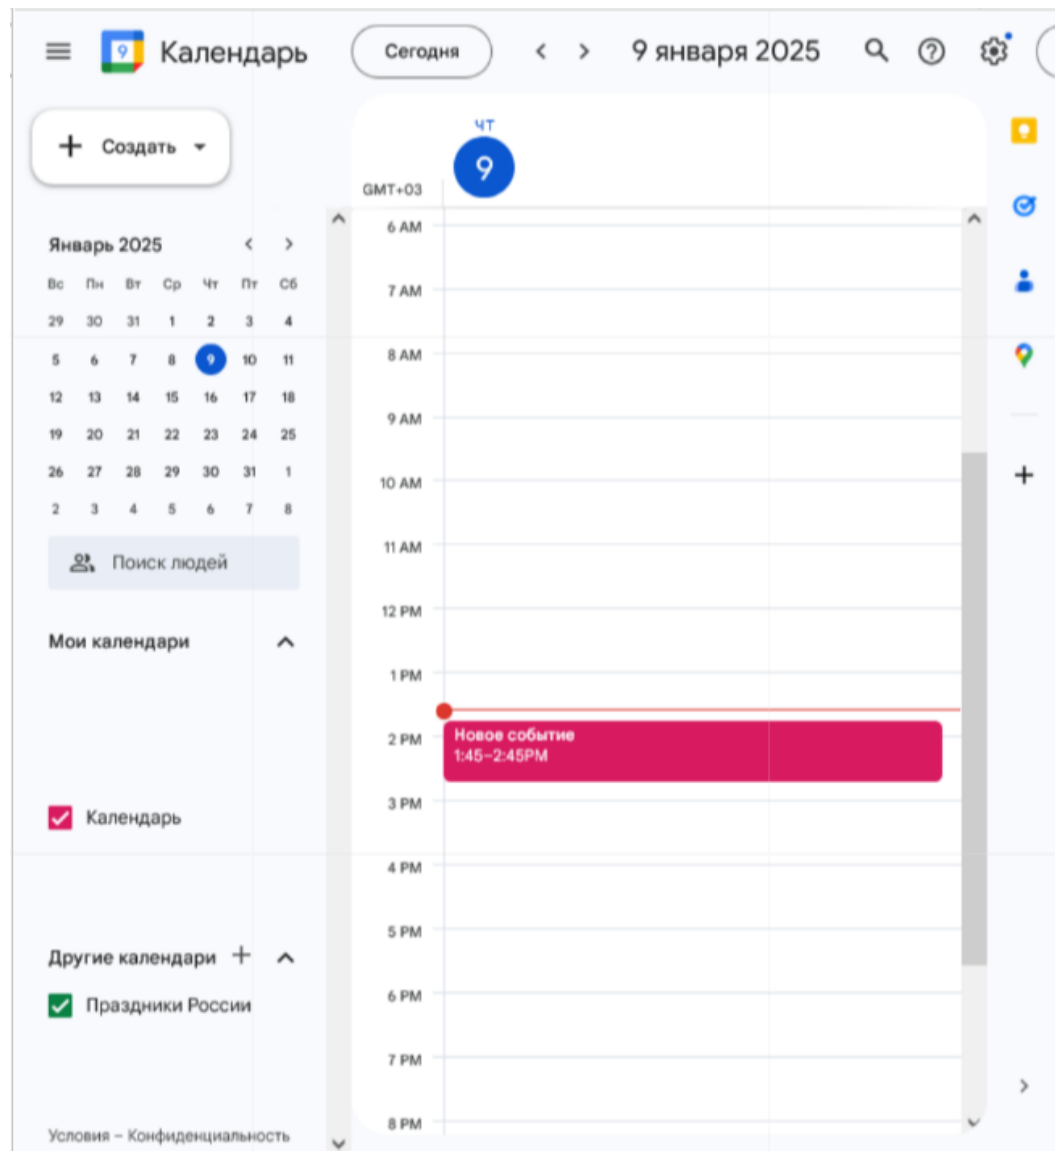 9 Календарь Сегодня 9 января 2025
Создать
ЧТ
9
GMT+03
Январь 2025
Вс Пн Вт Ср Чт Пт Сб
29 30 31 1 2 3 4
5 6 7 8 9 10 11
12 13 14 15 16 17 18
19 20 21 22 23 24 25
26 27 28 29 30 31 1
2 3 4 5 6 7 8
Поиск людей
Мои календари
Календарь
Другие календари
Праздники России
Условия – Конфиденциальность
6 AM
7 AM
8 AM
9 AM
10 AM
11 AM
12 PM
1 PM
2 PM
Новое событие
1:45–2:45PM
3 PM
4 PM
5 PM
6 PM
7 PM
8 PM